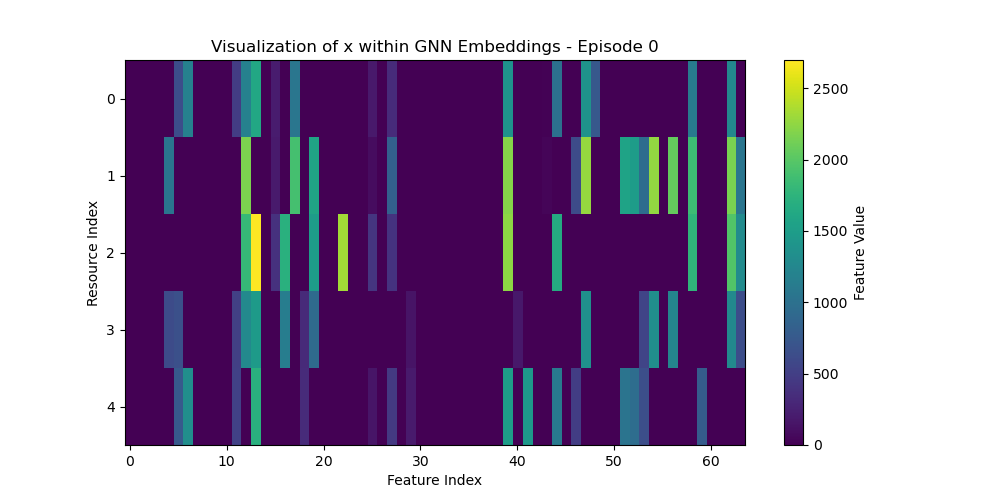 Visualization of x within GNN Embeddings - Episode 0
Resource Index
0
1
2
3
4
0 10 20 30 40 50 60
Feature Index
2500
2000
1500
1000
500
0
Feature Value